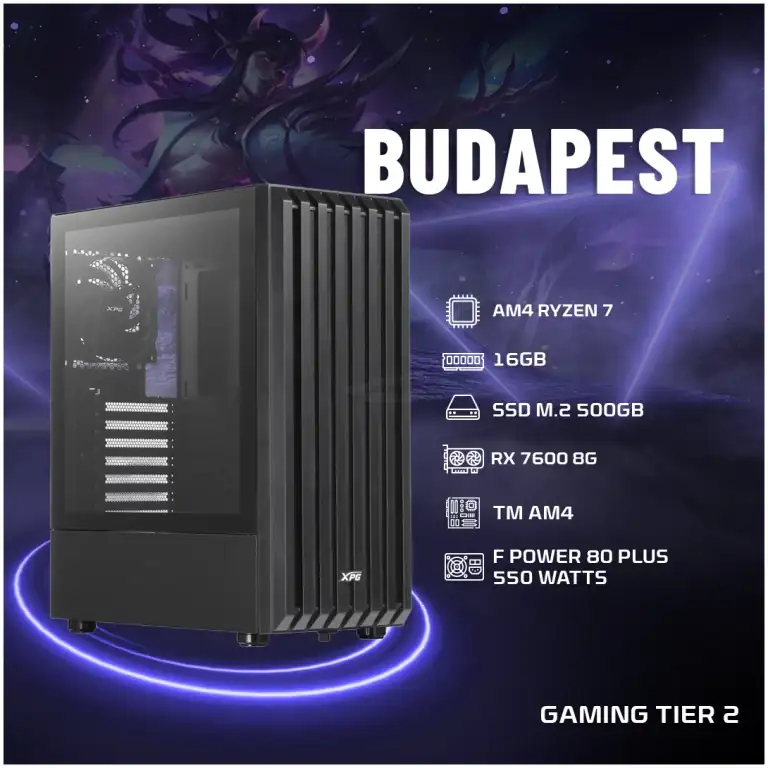 BUDAPEST
AM4 RYZEN 7
16GB
SSD M.2 500GB
RX 7600 8G
TM AM4
F POWER 80 PLUS
550 WATTS
XPG
XPG
GAMING TIER 2